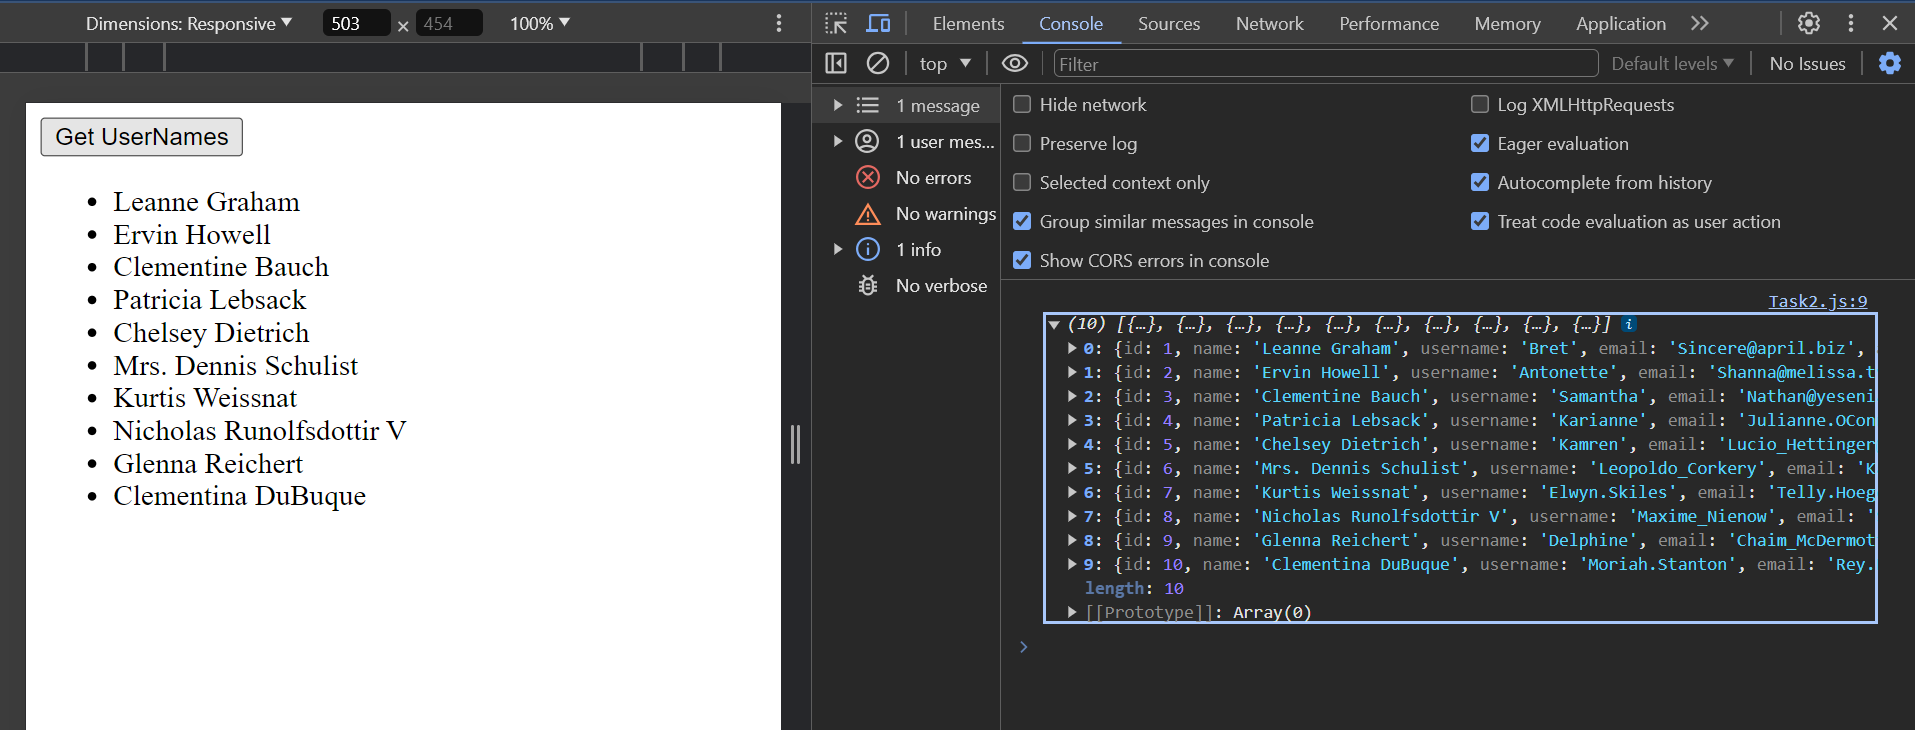 Dimensions: Responsive ▼ 503 × 454 100% ▼
Elements Console Sources Network Performance Memory Application
top ▼ Filter Default levels ▼ No Issues
Get UserNames
• Leanne Graham
• Ervin Howell
• Clementine Bauch
• Patricia Lebsack
• Chelsey Dietrich
• Mrs. Dennis Schulist
• Kurtis Weissnat
• Nicholas Runolfsdottir V
• Glenna Reichert
• Clementina DuBuque
1 message
1 user mes...
No errors
No warnings
1 info
No verbose
Hide network
Log XMLHttpRequests
Preserve log
Eager evaluation
Selected context only
Autocomplete from history
Group similar messages in console
Treat code evaluation as user action
Show CORS errors in console
Task2.js:9
(10) [{…}, {…}, {…}, {…}, {…}, {…}, {…}, {…}, {…}, {…}] i
0: {id: 1, name: 'Leanne Graham', username: 'Bret', email: 'Sincere@april.biz',
1: {id: 2, name: 'Ervin Howell', username: 'Antonette', email: 'Shanna@melissa.t
2: {id: 3, name: 'Clementine Bauch', username: 'Samantha', email: 'Nathan@yeseni
3: {id: 4, name: 'Patricia Lebsack', username: 'Karianne', email: 'Julianne.OCon
4: {id: 5, name: 'Chelsey Dietrich', username: 'Kamren', email: 'Lucio_Hettinger
5: {id: 6, name: 'Mrs. Dennis Schulist', username: 'Leopoldo_Corkery', email: 'K
6: {id: 7, name: 'Kurtis Weissnat', username: 'Elwyn.Skiles', email: 'Telly.Hoeg
7: {id: 8, name: 'Nicholas Runolfsdottir V', username: 'Maxime_Nienow', email: '
8: {id: 9, name: 'Glenna Reichert', username: 'Delphine', email: 'Chaim_McDermot
9: {id: 10, name: 'Clementina DuBuque', username: 'Moriah.Stanton', email: 'Rey.
length: 10
[[Prototype]]: Array(0)